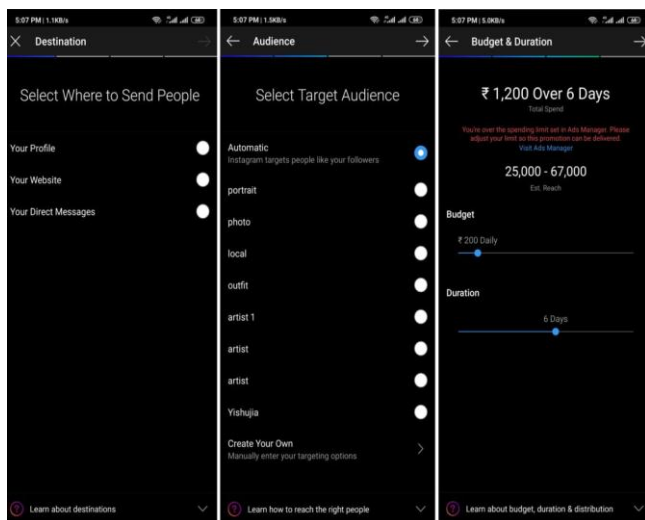 5:07 PM | 1.1KB/s
Destination
Select Where to Send People
Your Profile
Your Website
Your Direct Messages
Learn about destinations
5:07 PM | 1.5KB/s
Audience
Select Target Audience
Automatic
Instagram targets people like your followers
portrait
photo
local
outfit
artist 1
artist
artist
Yishujia
Create Your Own
Manually enter your targeting options
Learn how to reach the right people
5:07 PM | 5.0KB/s
Budget & Duration
₹ 1,200 Over 6 Days
Total Spend
You're over the spending limit set in Ads Manager. Please
adjust your limit so this promotion can be delivered.
Visit Ads Manager
25,000 - 67,000
Est. Reach
Budget
₹ 200 Daily
Duration
6 Days
Learn about budget, duration & distribution